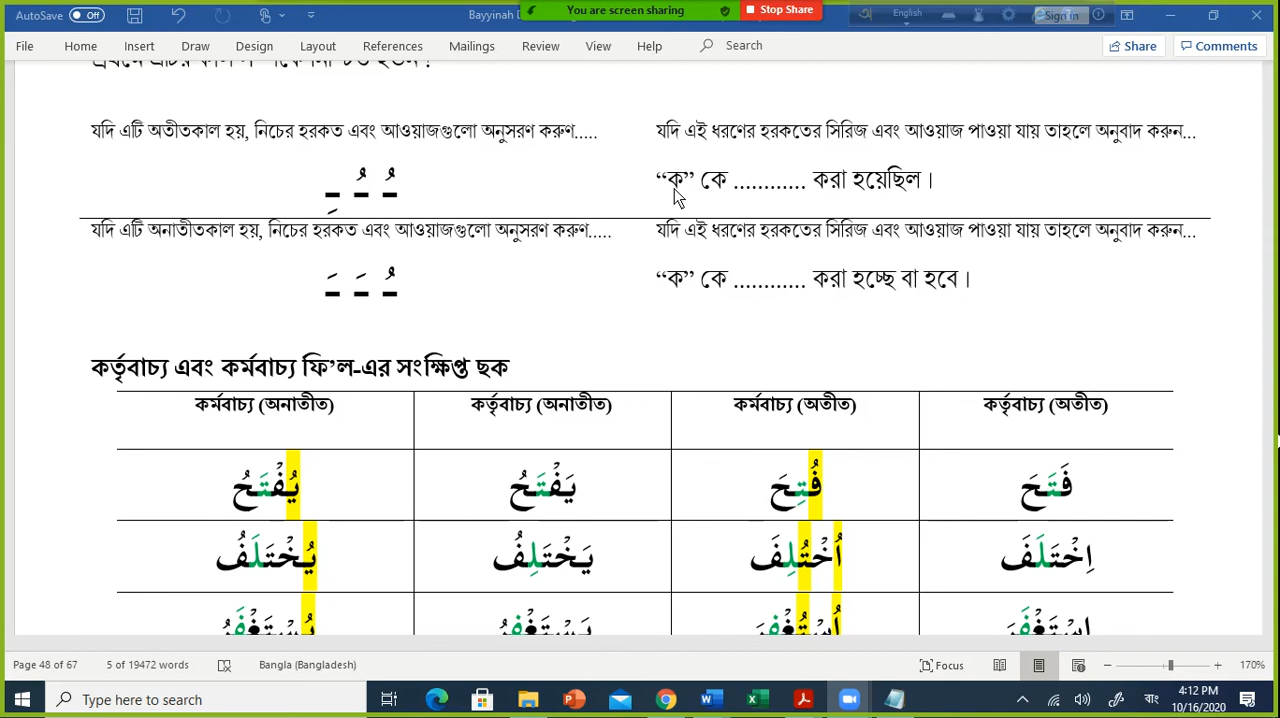 AutoSave Off
Bayyinah
You are screen sharing
Stop Share
English
Sign in
File Home Insert Draw Design Layout References Mailings Review View Help Search Share Comments
যদি এটি অতীতকাল হয়, নিচের হরকত এবং আওয়াজগুলো অনুসরণ করুণ.....
যদি এই ধরণের হরকতের সিরিজ এবং আওয়াজ পাওয়া যায় তাহলে অনুবাদ করুন...
ـُ ـُ ـِ
“ক” কে ............ করা হয়েছিল।
যদি এটি অনাতীতকাল হয়, নিচের হরকত এবং আওয়াজগুলো অনুসরণ করুণ.....
যদি এই ধরণের হরকতের সিরিজ এবং আওয়াজ পাওয়া যায় তাহলে অনুবাদ করুন...
ـُ ـَ ـَ
“ক” কে ............ করা হচ্ছে বা হবে।
কর্তৃবাচ্য এবং কর্মবাচ্য ফি’ল-এর সংক্ষিপ্ত ছক
কর্মবাচ্য (অনাতীত) কর্তৃবাচ্য (অনাতীত) কর্মবাচ্য (অতীত) কর্তৃবাচ্য (অতীত)
يُفْتَحُ يَفْتَحُ فُتِحَ فَتَحَ
يُخْتَلَفُ يَخْتَلِفُ اُخْتُلِفَ اِخْتَلَفَ
يُسْتَغْفَرُ يَسْتَغْفِرُ اُسْتُغْفِرَ اِسْتَغْفَرَ
Page 48 of 67 5 of 19472 words Bangla (Bangladesh) Focus 170%
Type here to search
বাং
4:12 PM
10/16/2020